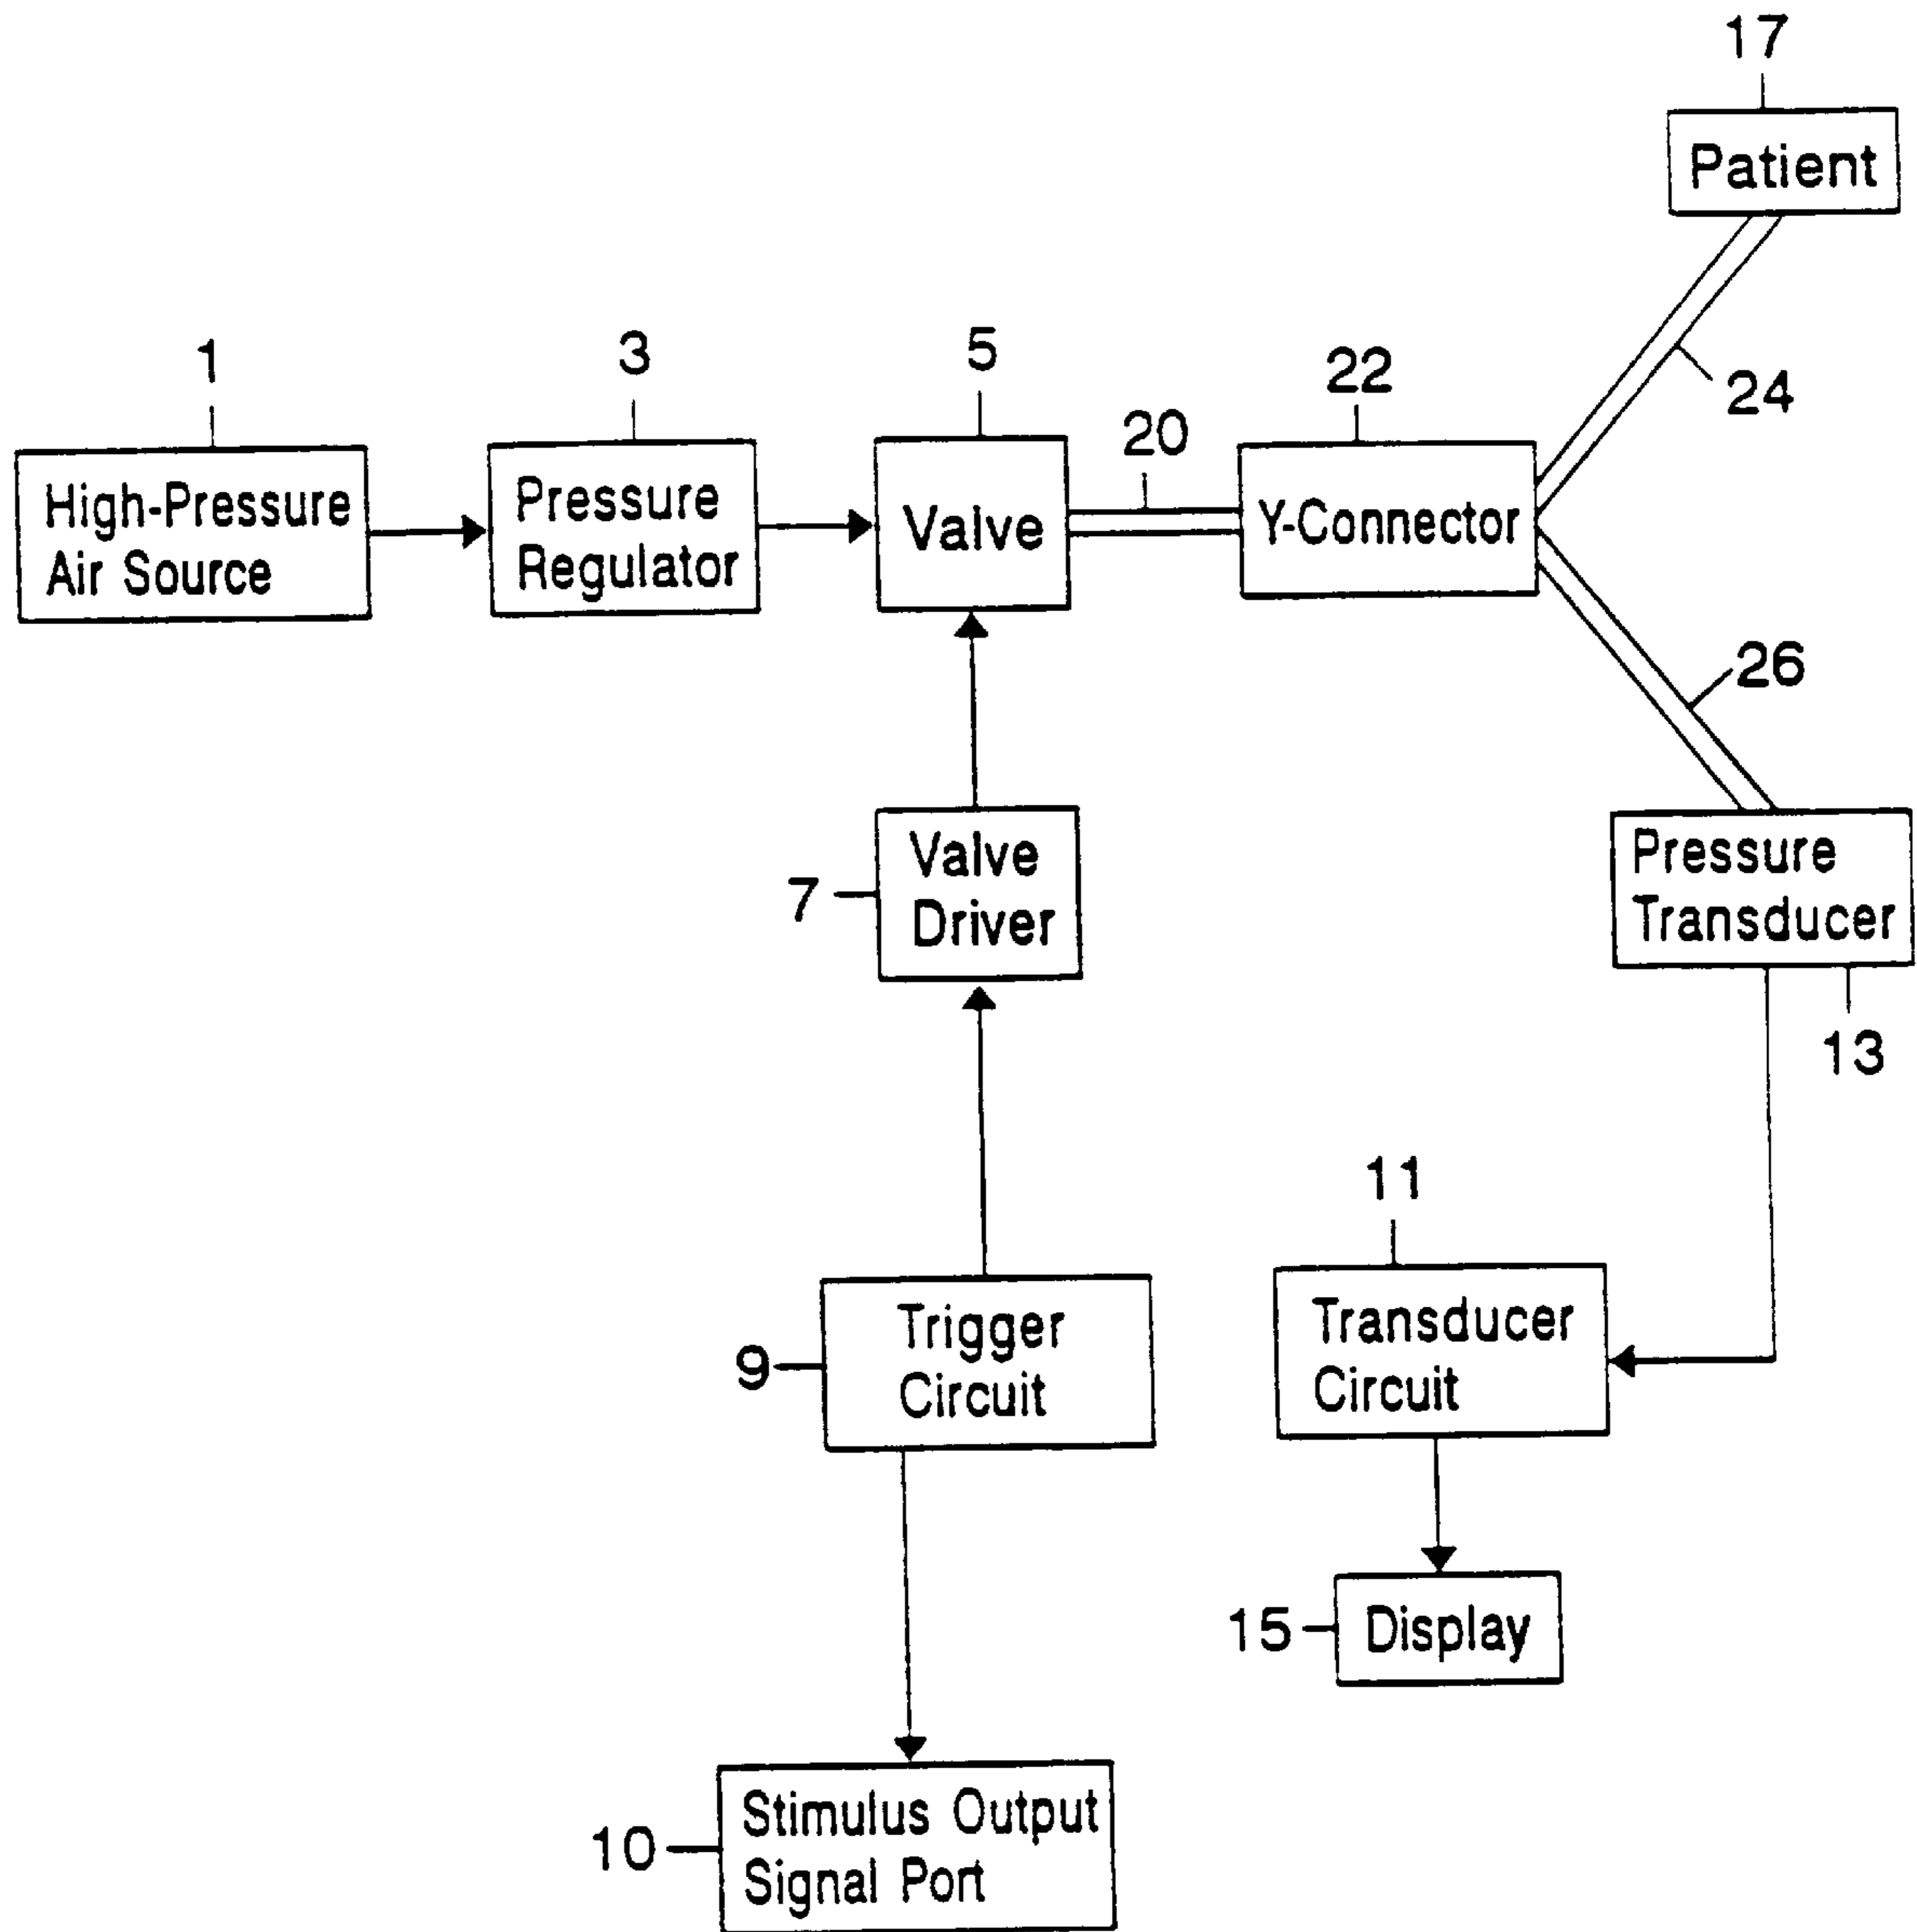 17
Patient
24
1
High-Pressure
Air Source
3
Pressure
Regulator
5
Valve
20
22
Y-Connector
26
7
Valve
Driver
Pressure
Transducer
13
9
Trigger
Circuit
11
Transducer
Circuit
15
Display
10
Stimulus Output
Signal Port